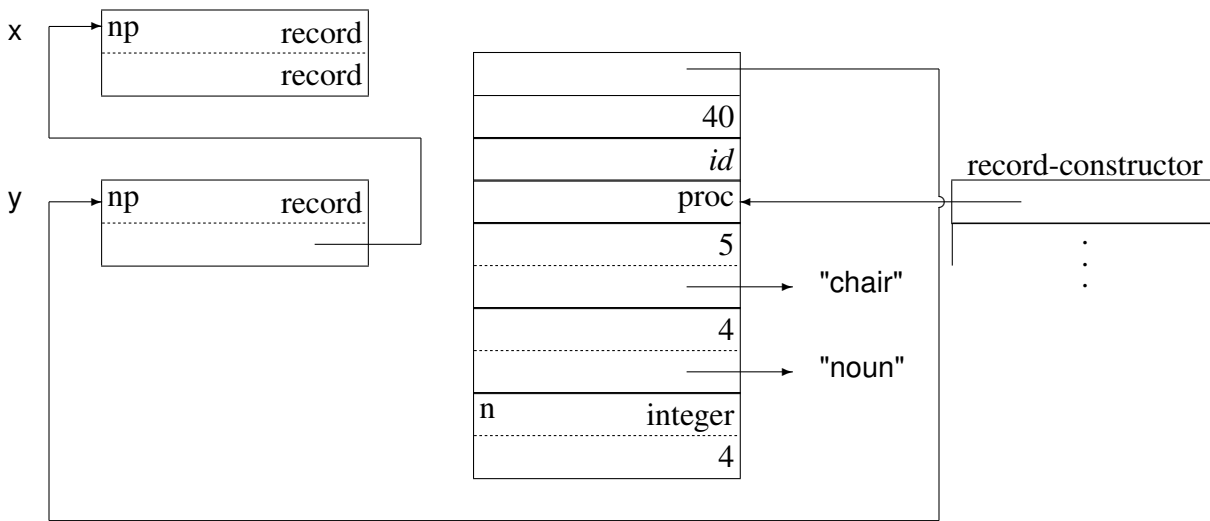 x
np record
record
y
np record
40
id
proc
5
"chair"
4
"noun"
n integer
4
record-constructor